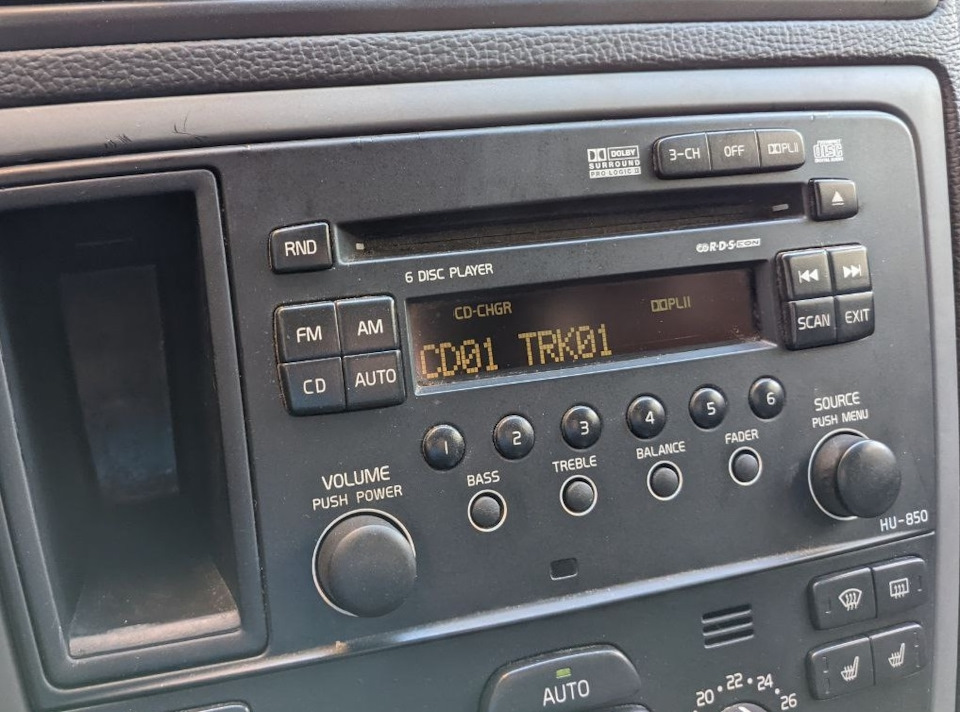 3-CH OFF PLII
DOLBY
SURROUND
PRO LOGIC II
DISC
RND
R·D·S EON
6 DISC PLAYER
FM AM
CD AUTO
CD-CHGR PLII
CD01 TRK01
SCAN EXIT
1 2 3 4 5 6
SOURCE
PUSH MENU
VOLUME
PUSH POWER
BASS TREBLE BALANCE FADER
HU-850
AUTO
20 22 24 26